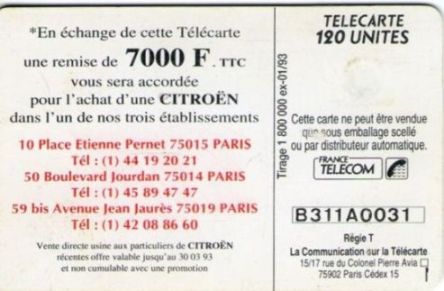 *En échange de cette Télécarte
une remise de 7000 F. TTC
vous sera accordée
pour l'achat d'une CITROËN
dans l'un de nos trois établissements
10 Place Etienne Pernet 75015 PARIS
Tél : (1) 44 19 20 21
50 Boulevard Jourdan 75014 PARIS
Tél : (1) 45 89 47 47
59 bis Avenue Jean Jaurès 75019 PARIS
Tél : (1) 42 08 86 60
Vente directe usine aux particuliers de CITROËN
récentes offre valable jusqu'au 30 03 93
et non cumulable avec une promotion
Tirage 1 800 000 ex-01/93
TELECARTE
120 UNITES
Cette carte ne peut être vendue
que sous emballage scellé
ou par distributeur automatique.
FRANCE
TELECOM
B311A0031
Régie T
La Communication sur la Télécarte
15/17 rue du Colonel Pierre Avia
75902 Paris Cédex 15